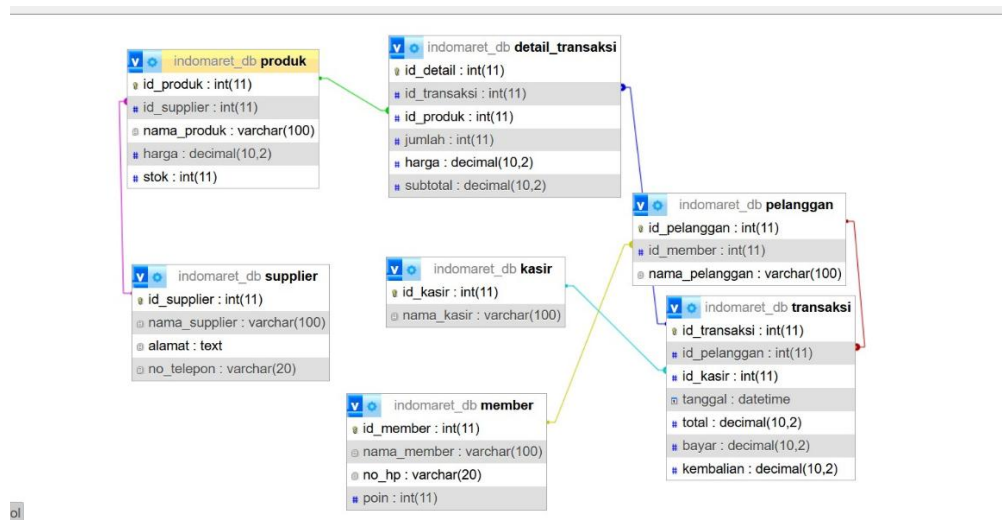 indomaret_db produk
id_produk : int(11)
id_supplier : int(11)
nama_produk : varchar(100)
harga : decimal(10,2)
stok : int(11)
indomaret_db detail_transaksi
id_detail : int(11)
id_transaksi : int(11)
id_produk : int(11)
jumlah : int(11)
harga : decimal(10,2)
subtotal : decimal(10,2)
indomaret_db pelanggan
id_pelanggan : int(11)
id_member : int(11)
nama_pelanggan : varchar(100)
indomaret_db supplier
id_supplier : int(11)
nama_supplier : varchar(100)
alamat : text
no_telepon : varchar(20)
indomaret_db kasir
id_kasir : int(11)
nama_kasir : varchar(100)
indomaret_db transaksi
id_transaksi : int(11)
id_pelanggan : int(11)
id_kasir : int(11)
tanggal : datetime
total : decimal(10,2)
bayar : decimal(10,2)
kembalian : decimal(10,2)
indomaret_db member
id_member : int(11)
nama_member : varchar(100)
no_hp : varchar(20)
poin : int(11)
ol